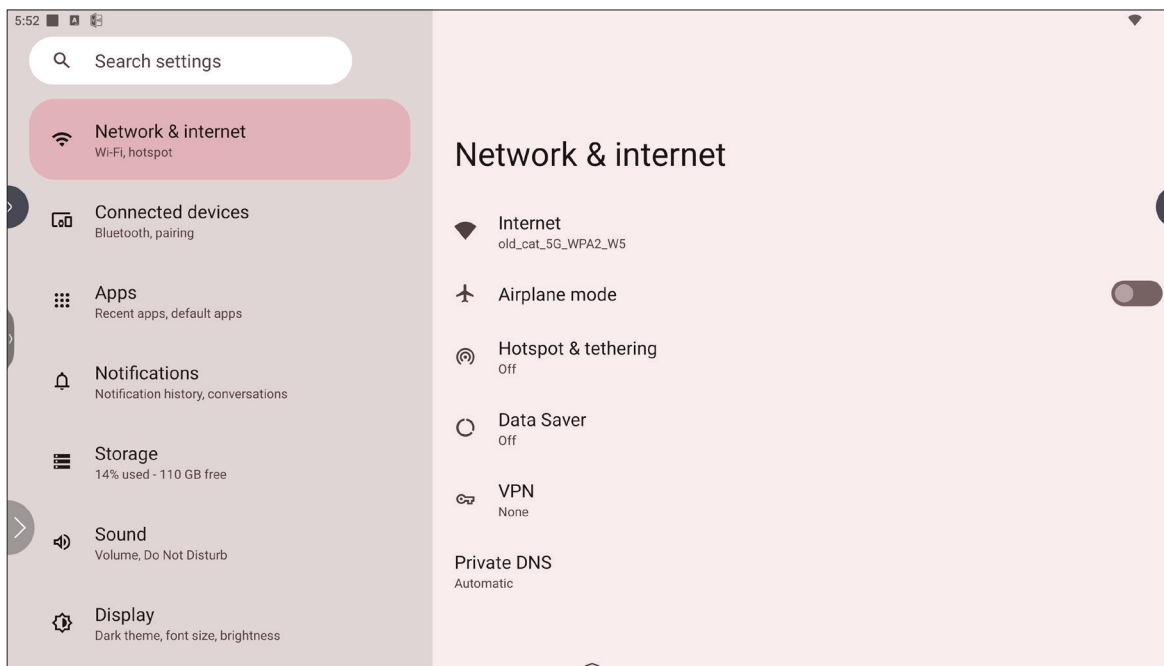 5:52
Search settings
Network & internet
Wi-Fi, hotspot
Connected devices
Bluetooth, pairing
Apps
Recent apps, default apps
Notifications
Notification history, conversations
Storage
14% used - 110 GB free
Sound
Volume, Do Not Disturb
Display
Dark theme, font size, brightness
Network & internet
Internet
old_cat_5G_WPA2_W5
Airplane mode
Hotspot & tethering
Off
Data Saver
Off
VPN
None
Private DNS
Automatic